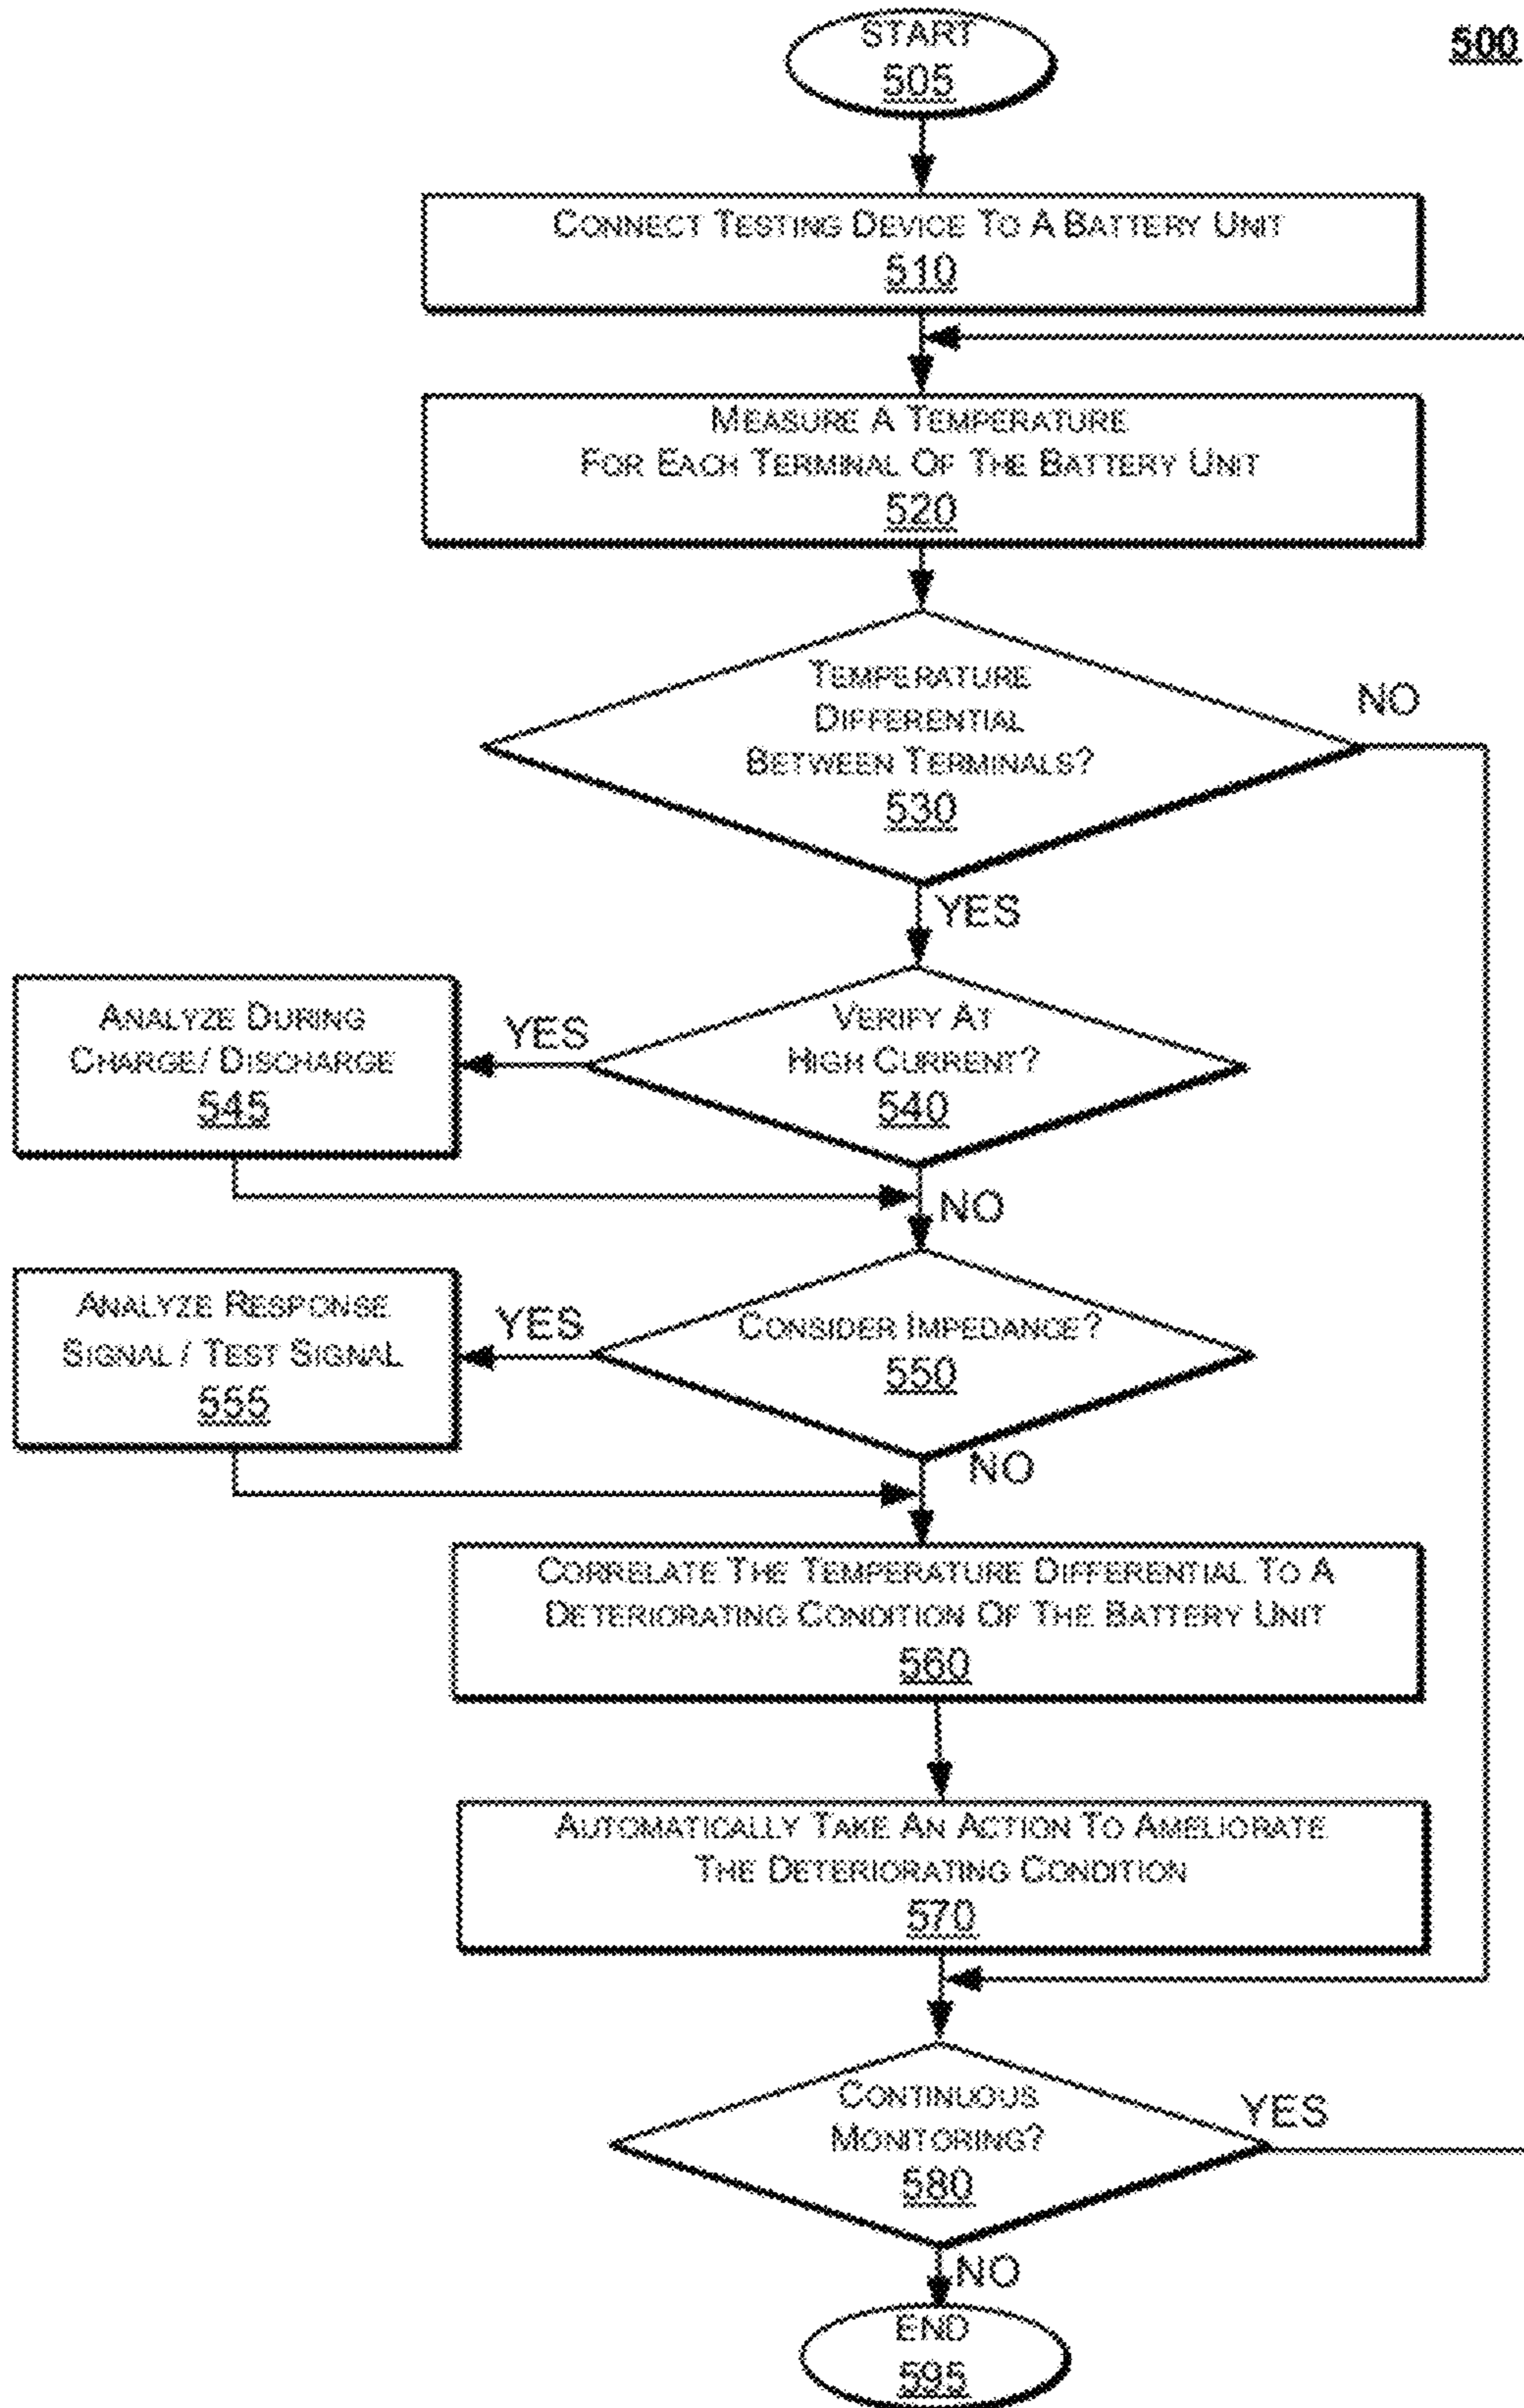 START
505
500
CONNECT TESTING DEVICE TO A BATTERY UNIT
510
MEASURE A TEMPERATURE
FOR EACH TERMINAL OF THE BATTERY UNIT
520
TEMPERATURE
DIFFERENTIAL
BETWEEN TERMINALS?
530
NO
YES
VERIFY AT
HIGH CURRENT?
540
YES
ANALYZE DURING
CHARGE/ DISCHARGE
545
NO
CONSIDER IMPEDANCE?
550
YES
ANALYZE RESPONSE
SIGNAL / TEST SIGNAL
555
NO
CORRELATE THE TEMPERATURE DIFFERENTIAL TO A
DETERIORATING CONDITION OF THE BATTERY UNIT
560
AUTOMATICALLY TAKE AN ACTION TO AMELIORATE
THE DETERIORATING CONDITION
570
CONTINUOUS
MONITORING?
580
YES
NO
END
595